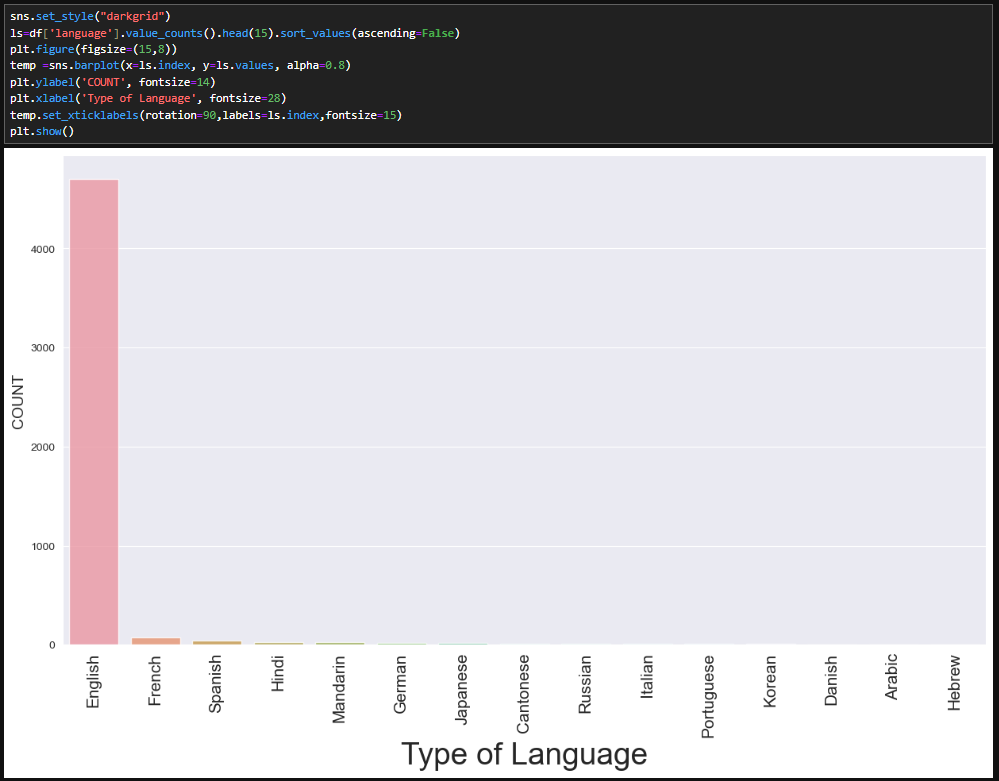 sns.set_style("darkgrid")
ls=df['language'].value_counts().head(15).sort_values(ascending=False)
plt.figure(figsize=(15,8))
temp =sns.barplot(x=ls.index, y=ls.values, alpha=0.8)
plt.ylabel('COUNT', fontsize=14)
plt.xlabel('Type of Language', fontsize=28)
temp.set_xticklabels(rotation=90,labels=ls.index,fontsize=15)
plt.show()
4000
3000
2000
1000
0
COUNT
English
French
Spanish
Hindi
Mandarin
German
Japanese
Cantonese
Russian
Italian
Portuguese
Korean
Danish
Arabic
Hebrew
Type of Language